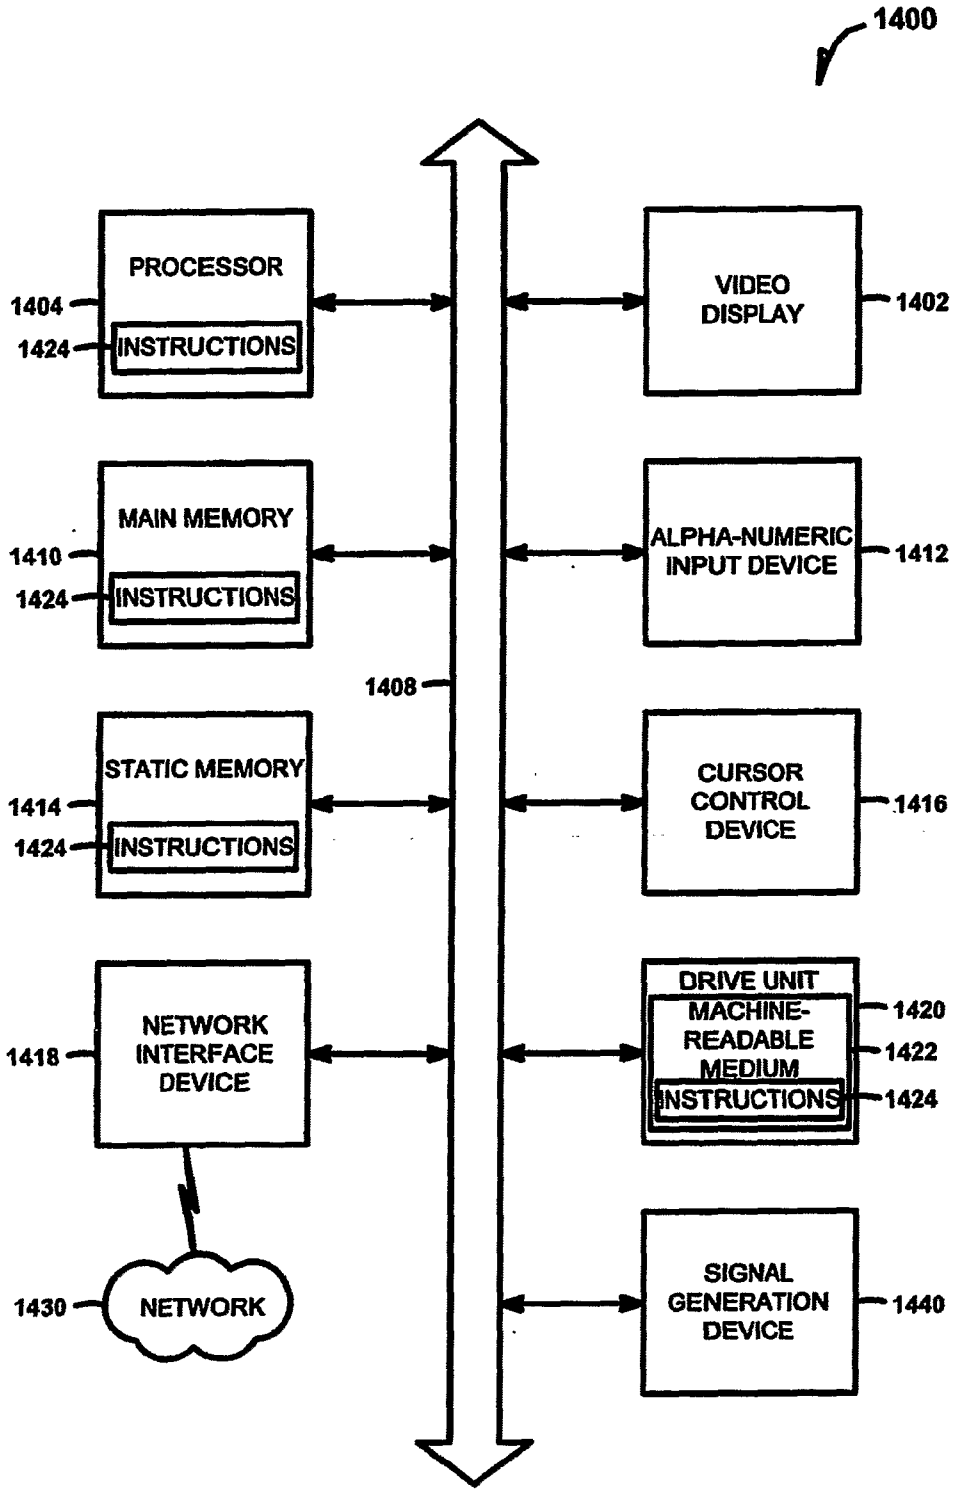 1400
PROCESSOR
1404
1424
INSTRUCTIONS
VIDEO
DISPLAY
1402
MAIN MEMORY
1410
1424
INSTRUCTIONS
ALPHA-NUMERIC
INPUT DEVICE
1412
1408
STATIC MEMORY
1414
1424
INSTRUCTIONS
CURSOR
CONTROL
DEVICE
1416
NETWORK
INTERFACE
DEVICE
1418
DRIVE UNIT
MACHINE-
READABLE
MEDIUM
INSTRUCTIONS
1420
1422
1424
NETWORK
1430
SIGNAL
GENERATION
DEVICE
1440